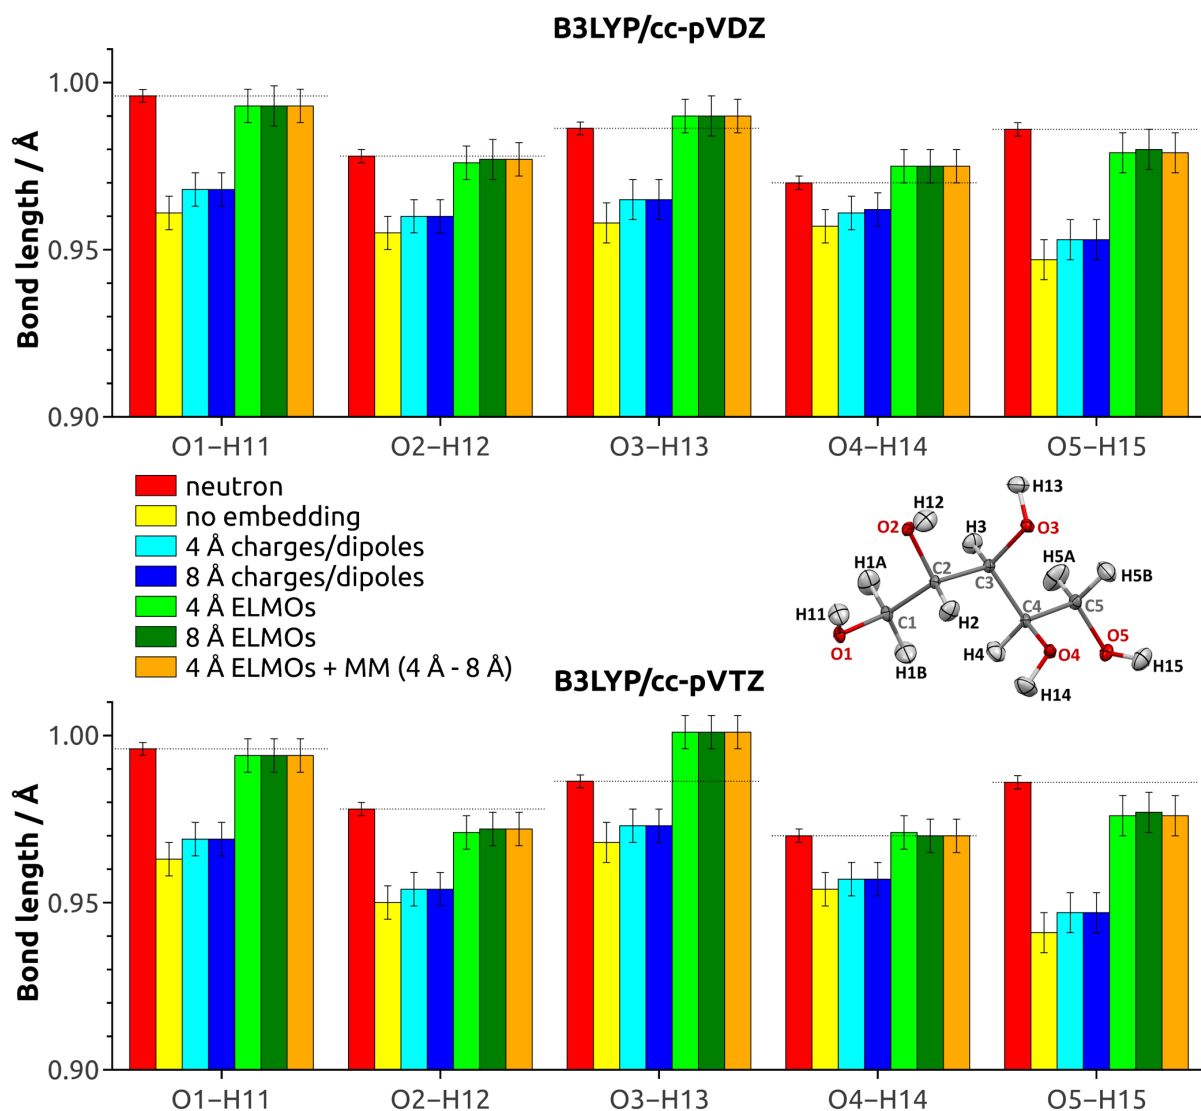 B3LYP/cc-pVDZ
Bond length / Å
1.00
0.95
0.90
O1–H11
O2–H12
O3–H13
O4–H14
O5–H15
neutron
no embedding
4 Å charges/dipoles
8 Å charges/dipoles
4 Å ELMOs
8 Å ELMOs
4 Å ELMOs + MM (4 Å - 8 Å)
H13
H12
O2
H3
O3
H1A
C2
C3
H5A
H5B
H11
C1
H2
C4
C5
O1
H1B
H4
O4
O5
H15
H14
B3LYP/cc-pVTZ
Bond length / Å
1.00
0.95
0.90
O1–H11
O2–H12
O3–H13
O4–H14
O5–H15